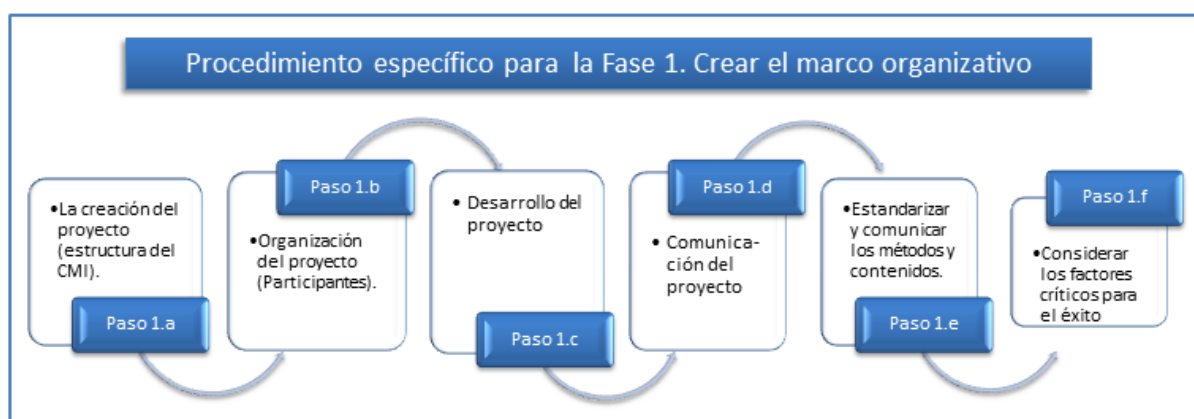 Procedimiento específico para la Fase 1. Crear el marco organizativo
•La creación del
proyecto
(estructura del
CMI).
Paso 1.a
Paso 1.b
•Organización
del proyecto
(Participantes).
• Desarrollo del
proyecto
Paso 1.c
Paso 1.d
• Comunica-
ción del
proyecto
•Estandarizar
y comunicar
los métodos y
contenidos.
Paso 1.e
Paso 1.f
•Considerar
los factores
críticos para
el éxito